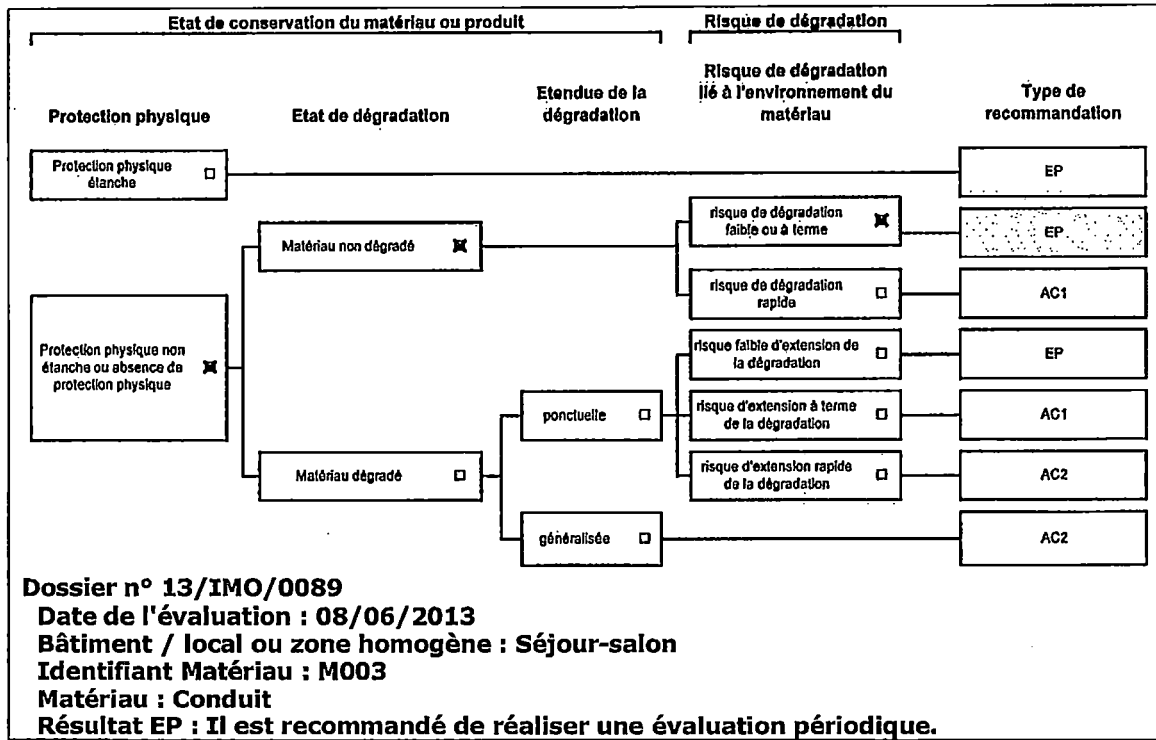 Etat de conservation du matériau ou produit
Risque de dégradation
Protection physique
Etat de dégradation
Etendue de la
dégradation
Risque de dégradation
lié à l'environnement du
matériau
Type de
recommandation
Protection physique
étanche
EP
Matériau non dégradé
risque de dégradation
faible ou à terme
EP
risque de dégradation
rapide
AC1
Protection physique non
étanche ou absence de
protection physique
risque faible d'extension de
la dégradation
EP
ponctuelle
risque d'extension à terme
de la dégradation
AC1
Matériau dégradé
risque d'extension rapide
de la dégradation
AC2
généralisée
AC2
Dossier n° 13/IMO/0089
Date de l'évaluation : 08/06/2013
Bâtiment / local ou zone homogène : Séjour-salon
Identifiant Matériau : M003
Matériau : Conduit
Résultat EP : Il est recommandé de réaliser une évaluation périodique.